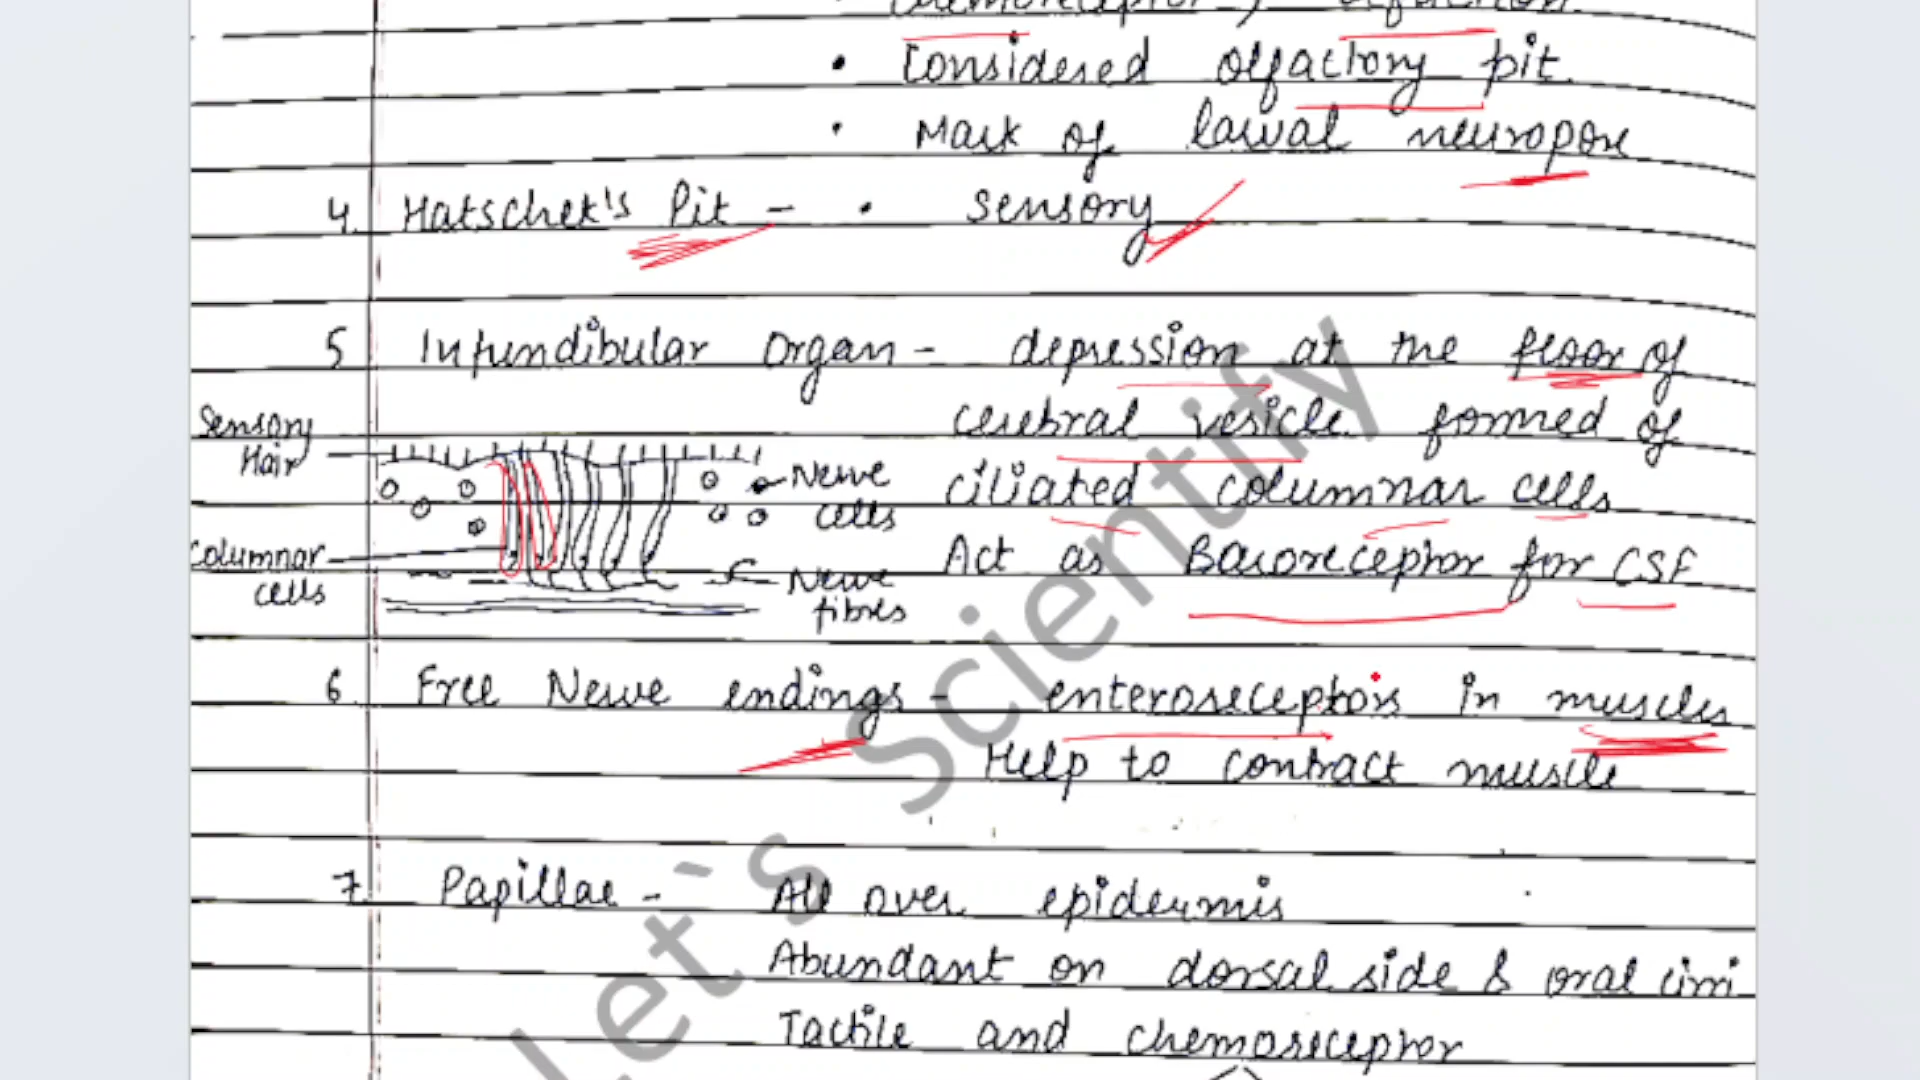 chemoreceptor, olfaction.
• Considered olfactory pit.
• Mark of larval neuropore
4. Hatschek's Pit - • sensory
5 Infundibular Organ - depression at the floor of
cerebral vesicle formed of
ciliated columnar cells
Act as Baroreceptor for CSF
Sensory
Hair
Nerve
cells
columnar
cells
Nerve
fibres
6. Free Nerve endings - enteroreceptors in muscles
Help to contract muscle
7. Papillae - All over epidermis
Abundant on dorsal side & oral cirri
Tactile and chemoreceptor
Let's Scientify